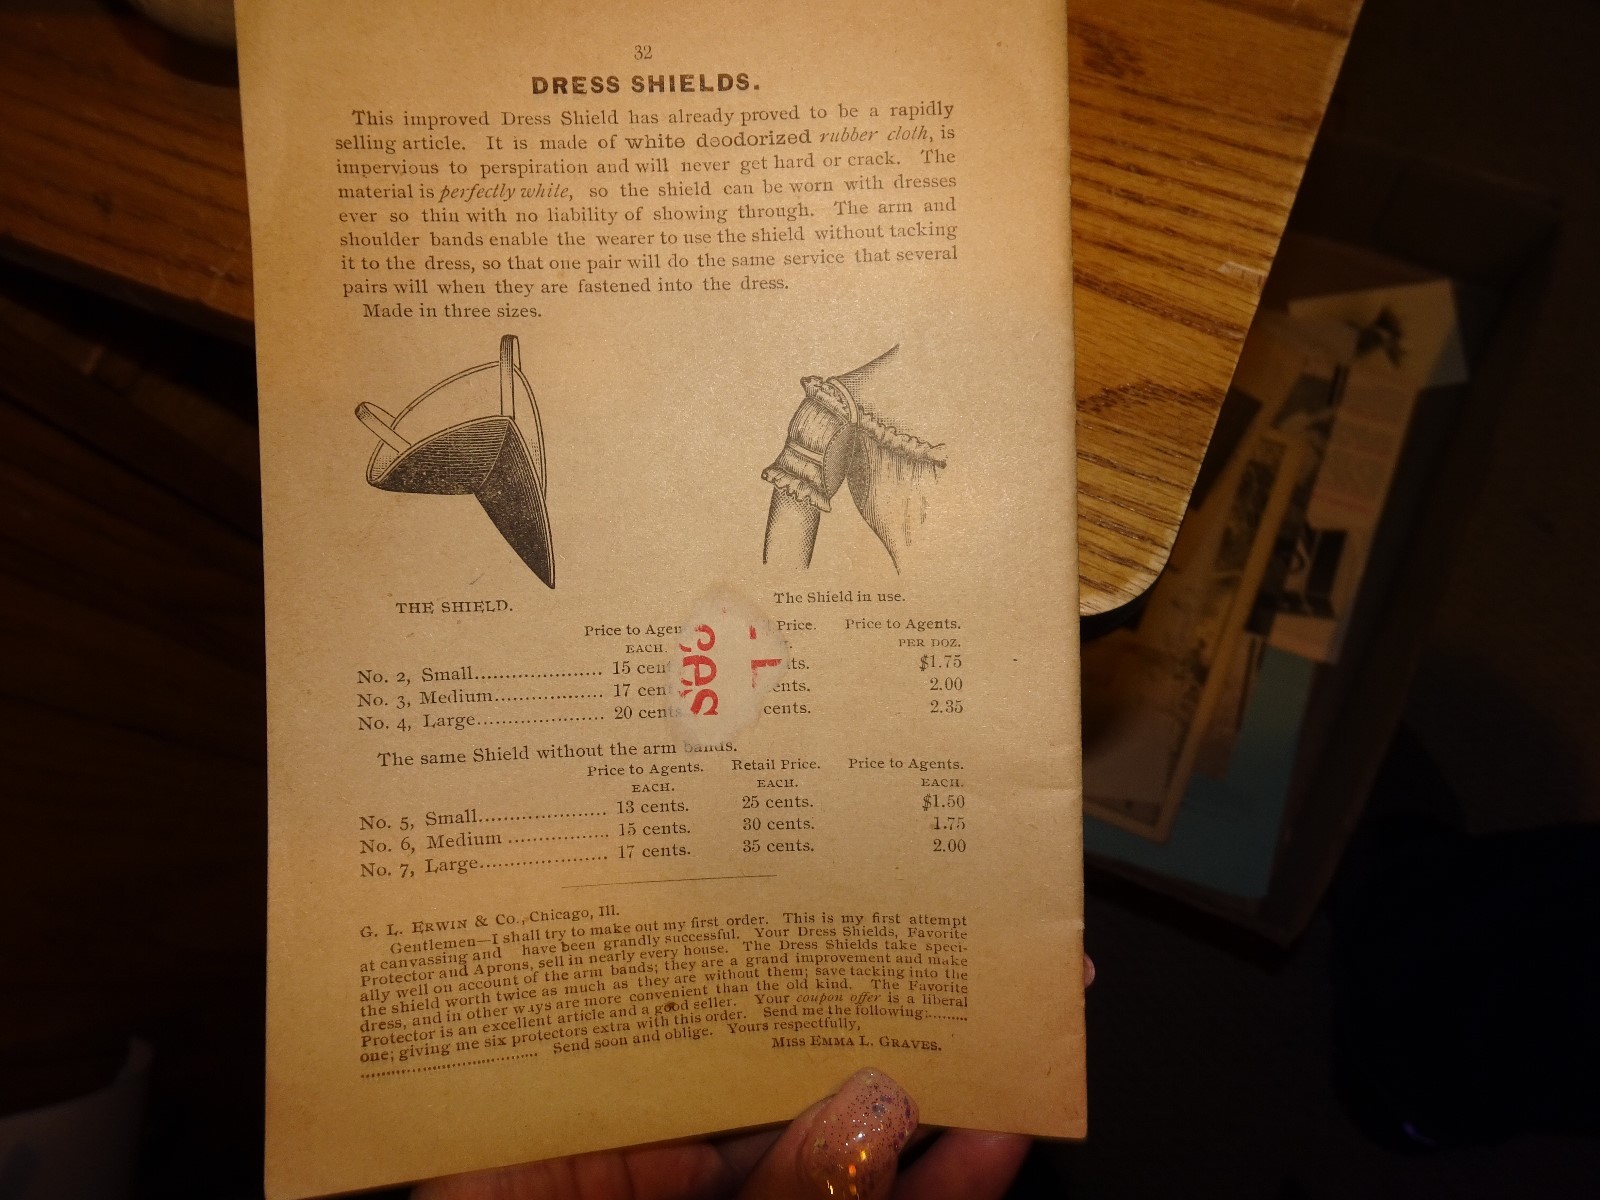 32
DRESS SHIELDS.
This improved Dress Shield has already proved to be a rapidly
selling article. It is made of white deodorized rubber cloth, is
impervious to perspiration and will never get hard or crack. The
material is perfectly white, so the shield can be worn with dresses
ever so thin with no liability of showing through. The arm and
shoulder bands enable the wearer to use the shield without tacking
it to the dress, so that one pair will do the same service that several
pairs will when they are fastened into the dress.
Made in three sizes.
THE SHIELD.
The Shield in use.
Price to Agen Price. Price to Agents.
EACH. PER DOZ.
No. 2, Small..................... 15 cen ts. $1.75
No. 3, Medium.................. 17 cen ents. 2.00
No. 4, Large..................... 20 cen cents. 2.35
The same Shield without the arm bands.
Price to Agents. Retail Price. Price to Agents.
EACH. EACH. EACH.
No. 5, Small..................... 13 cents. 25 cents. $1.50
No. 6, Medium ................. 15 cents. 30 cents. 1.75
No. 7, Large..................... 17 cents. 35 cents. 2.00
G. L. ERWIN & Co., Chicago, Ill.
Gentlemen—I shall try to make out my first order. This is my first attempt
at canvassing and have been grandly successful. Your Dress Shields, Favorite
Protector and Aprons, sell in nearly every house. The Dress Shields take speci-
ally well on account of the arm bands; they are a grand improvement and make
the shield worth twice as much as they are without them; save tacking into the
dress, and in other ways are more convenient than the old kind. The Favorite
Protector is an excellent article and a good seller. Your coupon offer is a liberal
one; giving me six protectors extra with this order. Send me the following:.........
.................................... Send soon and oblige. Yours respectfully,
MISS EMMA L. GRAVES.